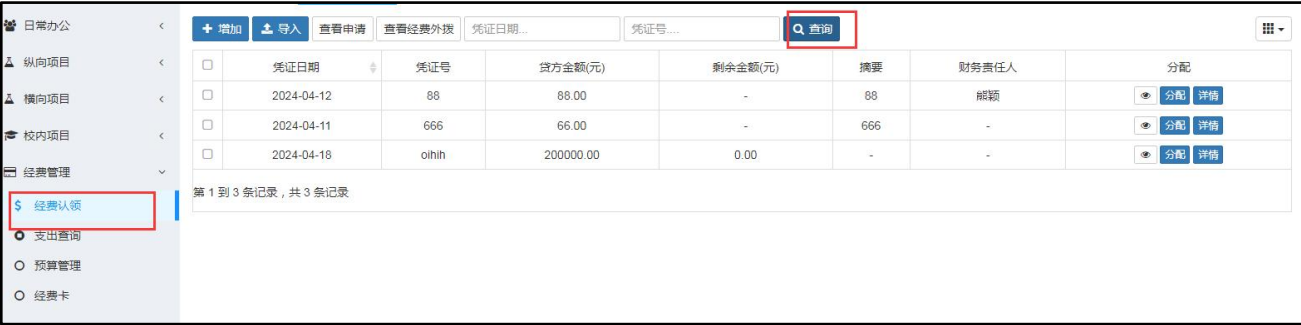 日常办公
纵向项目
横向项目
校内项目
经费管理
经费认领
支出查询
预算管理
经费卡
增加 导入 查看申请 查看经费外拨 凭证日期... 凭证号.... 查询
凭证日期 凭证号 贷方金额(元) 剩余金额(元) 摘要 财务责任人 分配
2024-04-12 88 88.00 - 88 熊颖 分配 详情
2024-04-11 666 66.00 - 666 - 分配 详情
2024-04-18 oihih 200000.00 0.00 - - 分配 详情
第 1 到 3 条记录，共 3 条记录